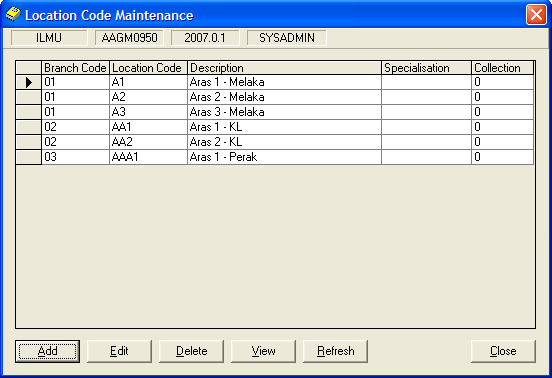 Location Code Maintenance
ILMU AAGM0950 2007.0.1 SYSADMIN
Branch Code Location Code Description Specialisation Collection
01 A1 Aras 1 - Melaka 0
01 A2 Aras 2 - Melaka 0
01 A3 Aras 3 - Melaka 0
02 AA1 Aras 1 - KL 0
02 AA2 Aras 2 - KL 0
03 AAA1 Aras 1 - Perak 0
Add Edit Delete View Refresh Close